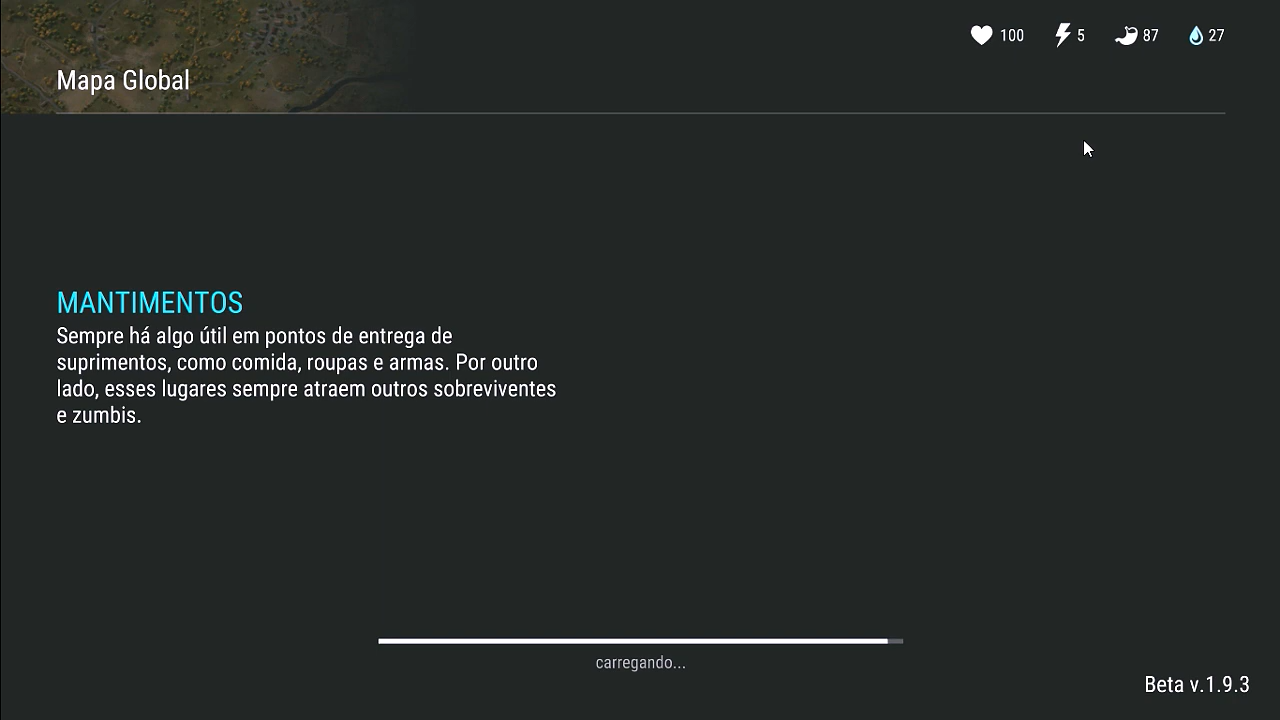 100 5 87 27
Mapa Global
MANTIMENTOS
Sempre há algo útil em pontos de entrega de
suprimentos, como comida, roupas e armas. Por outro
lado, esses lugares sempre atraem outros sobreviventes
e zumbis.
carregando...
Beta v.1.9.3